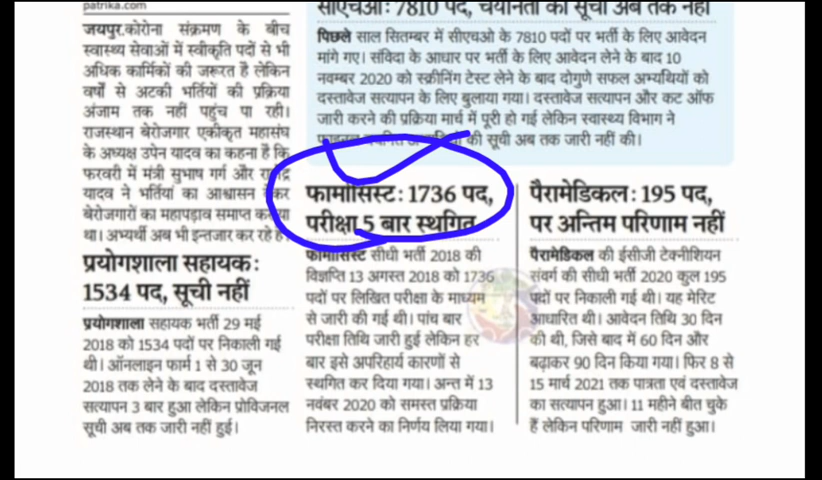 patrika.com
जयपुर.कोरोना संक्रमण के बीच
स्वास्थ्य सेवाओं में स्वीकृति पदों से भी
अधिक कार्मिकों की जरूरत है लेकिन
वर्षों से अटकी भर्तियों की प्रक्रिया
अंजाम तक नहीं पहुंच पा रही।
राजस्थान बेरोजगार एकीकृत महासंघ
के अध्यक्ष उपेन यादव का कहना है कि
फरवरी में मंत्री सुभाष गर्ग और राजेंद्र
यादव ने भर्तियों का आश्वासन देकर
बेरोजगारों का महापड़ाव समाप्त कराया
था। अभ्यर्थी अब भी इन्तजार कर रहे है।
प्रयोगशाला सहायक:
1534 पद, सूची नहीं
प्रयोगशाला सहायक भर्ती 29 मई
2018 को 1534 पदों पर निकाली गई
थी। ऑनलाइन फार्म 1 से 30 जून
2018 तक लेने के बाद दस्तावेज
सत्यापन 3 बार हुआ लेकिन प्रोविजनल
सूची अब तक जारी नहीं हुई।
सीएचओ: 7810 पद, चयनितों की सूची अब तक नहीं
पिछले साल सितम्बर में सीएचओ के 7810 पदों पर भर्ती के लिए आवेदन
मांगे गए। संविदा के आधार पर भर्ती के लिए आवेदन लेने के बाद 10
नवम्बर 2020 को स्क्रीनिंग टेस्ट लेने के बाद दोगुणे सफल अभ्यथियों को
दस्तावेज सत्यापन के लिए बुलाया गया। दस्तावेज सत्यापन और कट ऑफ
जारी करने की प्रक्रिया मार्च में पूरी हो गई लेकिन स्वास्थ्य विभाग ने
की सूची अब तक जारी नहीं की।
फार्मासिस्ट: 1736 पद,
परीक्षा 5 बार स्थगित
फार्मासिस्ट सीधी भर्ती 2018 की
विज्ञप्ति 13 अगस्त 2018 को 1736
पदों पर लिखित परीक्षा के माध्यम
से जारी की गई थी। पांच बार
परीक्षा तिथि जारी हुई लेकिन हर
बार इसे अपरिहार्य कारणों से
स्थगित कर दिया गया। अन्त में 13
नवंबर 2020 को समस्त प्रक्रिया
निरस्त करने का निर्णय लिया गया।
पैरामेडिकल: 195 पद,
पर अन्तिम परिणाम नहीं
पैरामेडिकल की ईसीजी टेक्नीशियन
संवर्ग की सीधी भर्ती 2020 कुल 195
पदों पर निकाली गई थी। यह मेरिट
आधारित थी। आवेदन तिथि 30 दिन
की थी, जिसे बाद में 60 दिन और
बढ़ाकर 90 दिन किया गया। फिर 8 से
15 मार्च 2021 तक पात्रता एवं दस्तावेज
का सत्यापन हुआ। 11 महीने बीत चुके
हैं लेकिन परिणाम जारी नहीं हुआ।